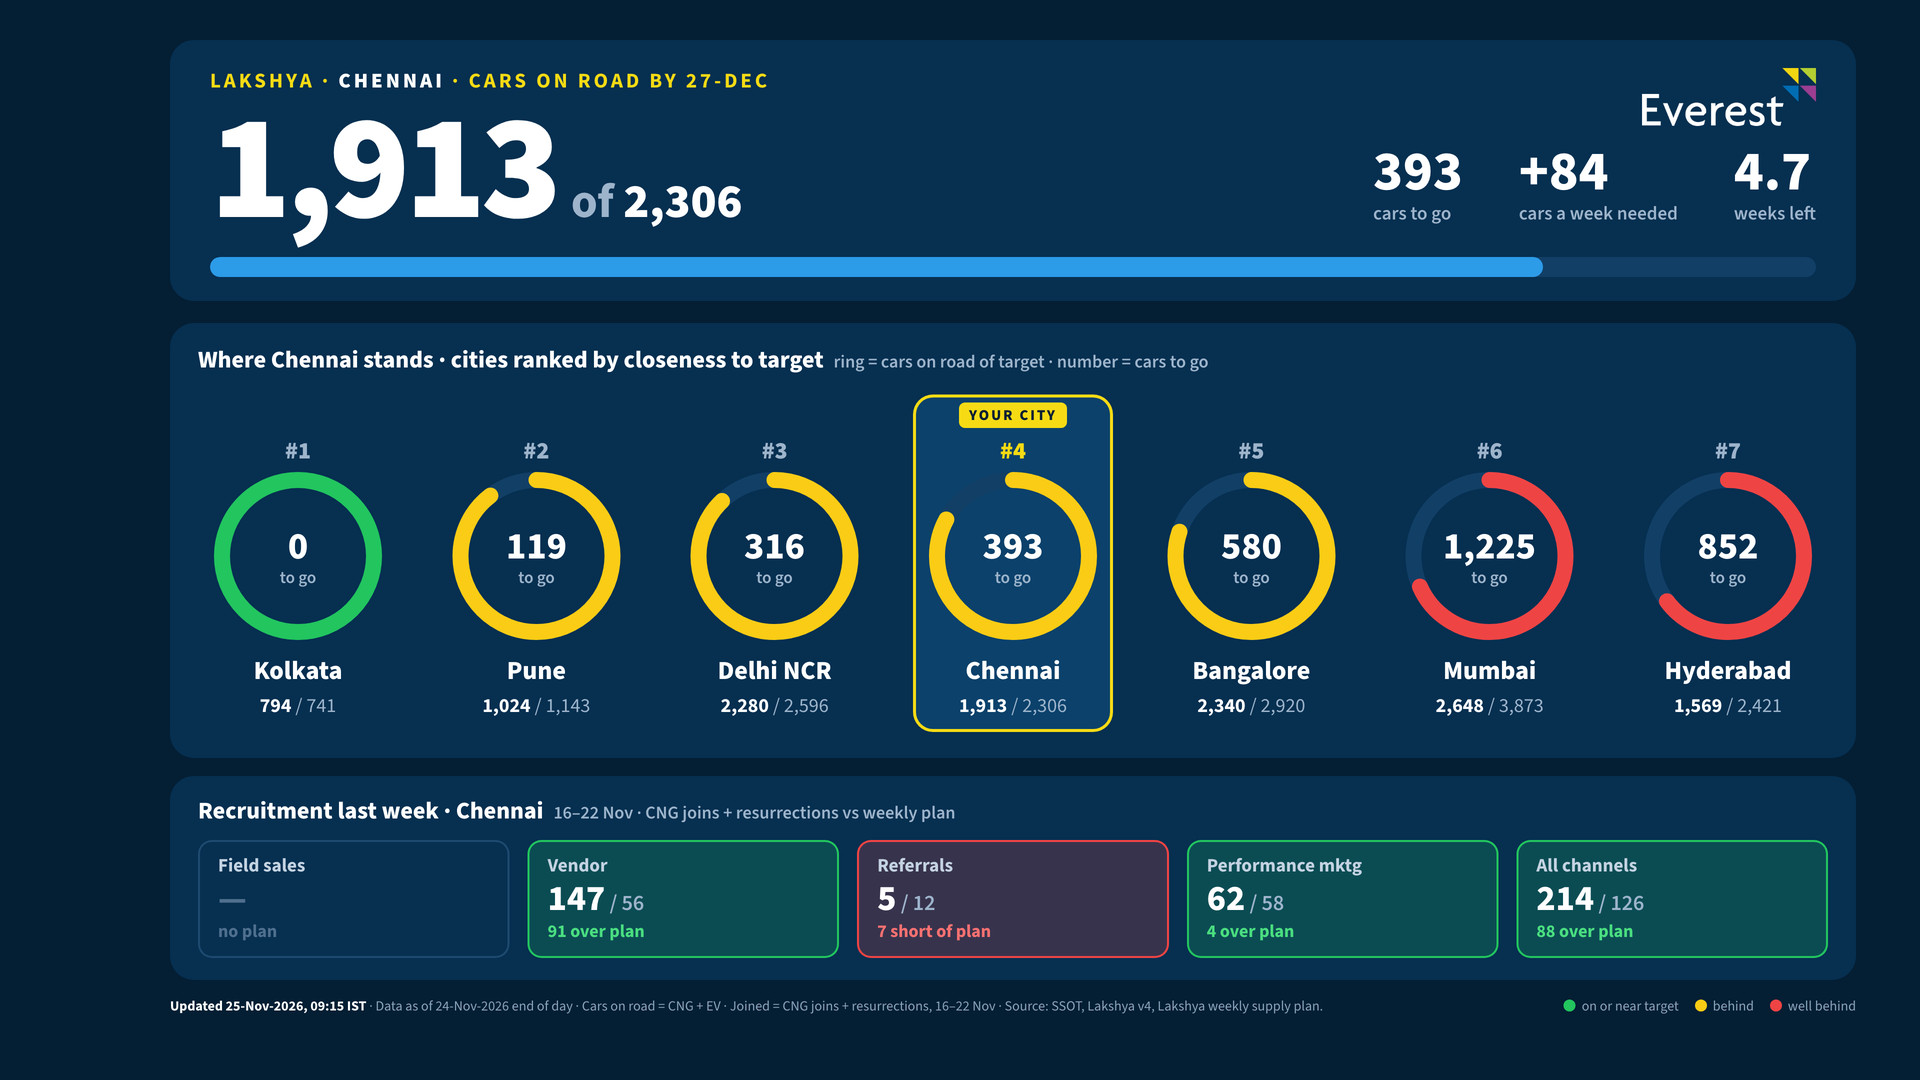 LAKSHYA · CHENNAI · CARS ON ROAD BY 27-DEC
Everest
1,913 of 2,306
393 cars to go
+84 cars a week needed
4.7 weeks left
Where Chennai stands · cities ranked by closeness to target ring = cars on road of target · number = cars to go
YOUR CITY
#1 #2 #3 #4 #5 #6 #7
0 119 316 393 580 1,225 852
to go to go to go to go to go to go to go
Kolkata Pune Delhi NCR Chennai Bangalore Mumbai Hyderabad
794 / 741 1,024 / 1,143 2,280 / 2,596 1,913 / 2,306 2,340 / 2,920 2,648 / 3,873 1,569 / 2,421
Recruitment last week · Chennai 16–22 Nov · CNG joins + resurrections vs weekly plan
Field sales
—
no plan
Vendor
147 / 56
91 over plan
Referrals
5 / 12
7 short of plan
Performance mktg
62 / 58
4 over plan
All channels
214 / 126
88 over plan
Updated 25-Nov-2026, 09:15 IST · Data as of 24-Nov-2026 end of day · Cars on road = CNG + EV · Joined = CNG joins + resurrections, 16–22 Nov · Source: SSOT, Lakshya v4, Lakshya weekly supply plan.
on or near target behind well behind